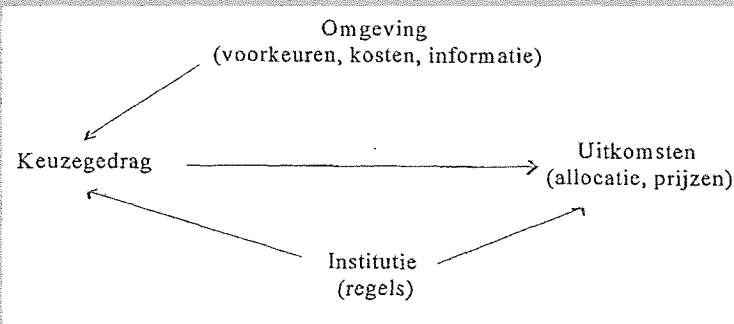 Omgeving
(voorkeuren, kosten, informatie)
Keuzegedrag
Uitkomsten
(allocatie, prijzen)
Institutie
(regels)